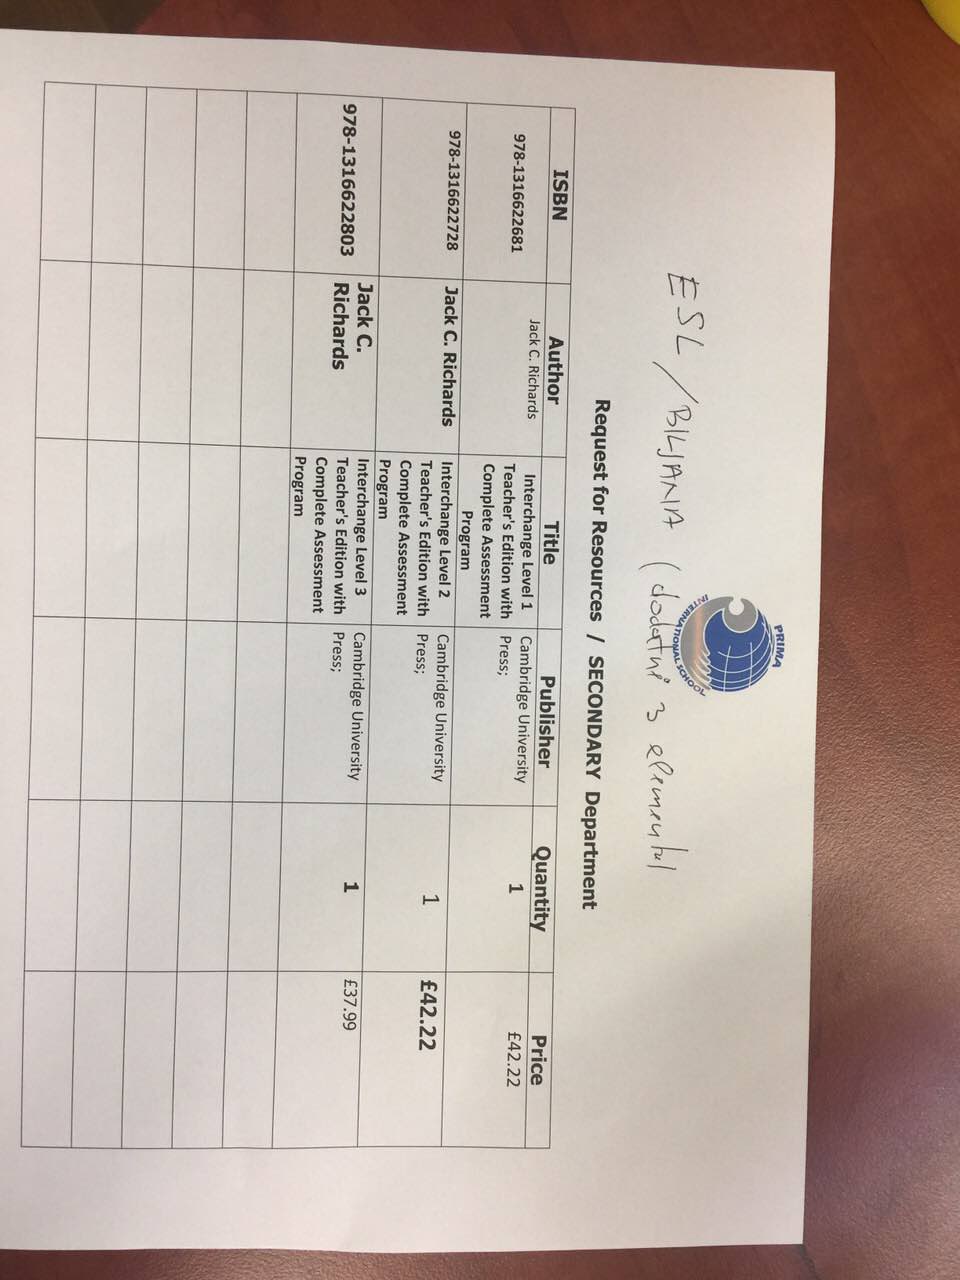 PRIMA
INTERNATIONAL SCHOOL
ESL / BILJANA (dodatni 3 elementa)
Request for Resources / SECONDARY Department
ISBN Author Title Publisher Quantity Price
978-1316622681 Jack C. Richards Interchange Level 1 Cambridge University 1 £42.22
Teacher's Edition with Press;
Complete Assessment
Program
978-1316622728 Jack C. Richards Interchange Level 2 Cambridge University 1 £42.22
Teacher's Edition with Press;
Complete Assessment
Program
978-1316622803 Jack C. Interchange Level 3 Cambridge University 1 £37.99
Richards Teacher's Edition with Press;
Complete Assessment
Program